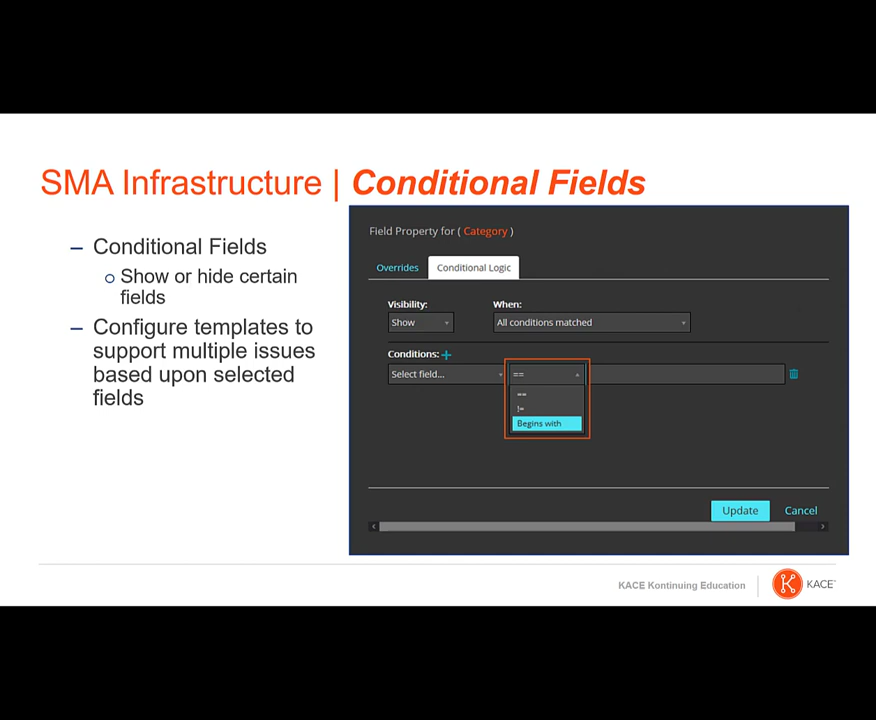 SMA Infrastructure | Conditional Fields
– Conditional Fields
o Show or hide certain
fields
– Configure templates to
support multiple issues
based upon selected
fields
Field Property for ( Category )
Overrides Conditional Logic
Visibility: When:
Show All conditions matched
Conditions: +
Select field... ==
==
!=
Begins with
Update Cancel
KACE Kontinuing Education
KACE™